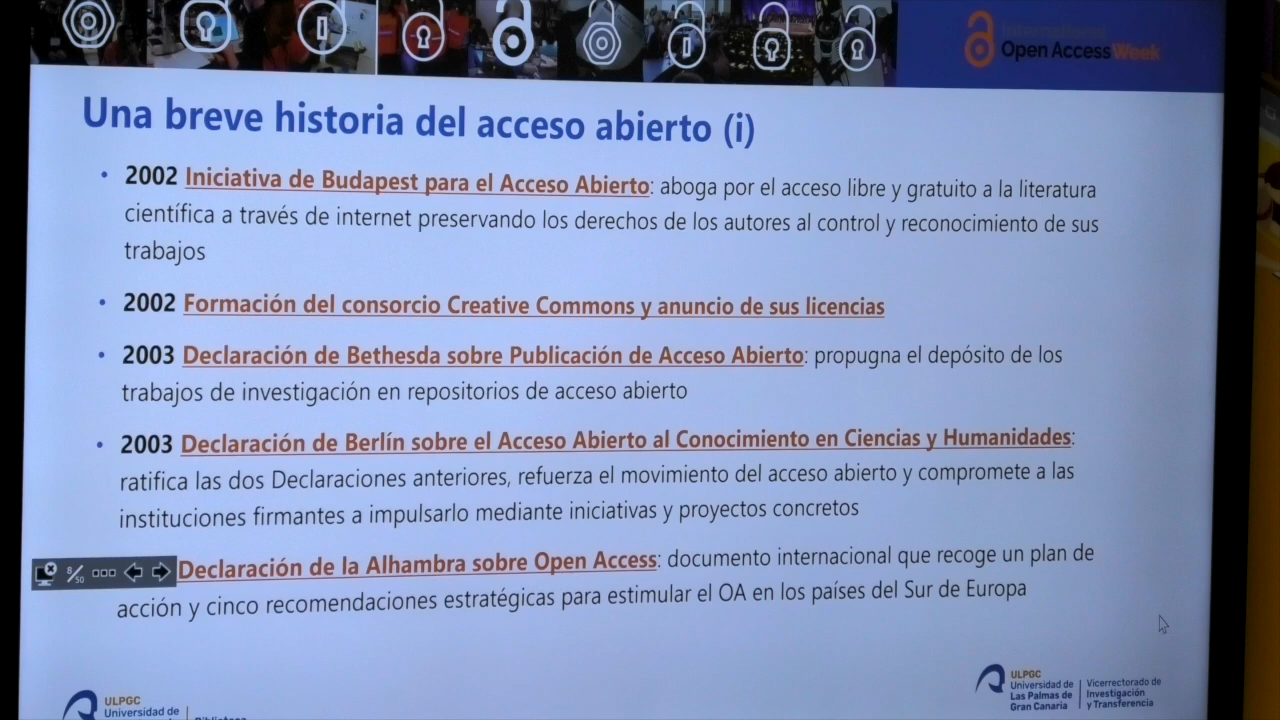 International
Open Access Week
Una breve historia del acceso abierto (i)
• 2002 Iniciativa de Budapest para el Acceso Abierto: aboga por el acceso libre y gratuito a la literatura
científica a través de internet preservando los derechos de los autores al control y reconocimiento de sus
trabajos
• 2002 Formación del consorcio Creative Commons y anuncio de sus licencias
• 2003 Declaración de Bethesda sobre Publicación de Acceso Abierto: propugna el depósito de los
trabajos de investigación en repositorios de acceso abierto
• 2003 Declaración de Berlín sobre el Acceso Abierto al Conocimiento en Ciencias y Humanidades:
ratifica las dos Declaraciones anteriores, refuerza el movimiento del acceso abierto y compromete a las
instituciones firmantes a impulsarlo mediante iniciativas y proyectos concretos
8/50
Declaración de la Alhambra sobre Open Access: documento internacional que recoge un plan de
acción y cinco recomendaciones estratégicas para estimular el OA en los países del Sur de Europa
ULPGC
Universidad de
ULPGC
Universidad de
Las Palmas de
Gran Canaria
Vicerrectorado de
Investigación
y Transferencia